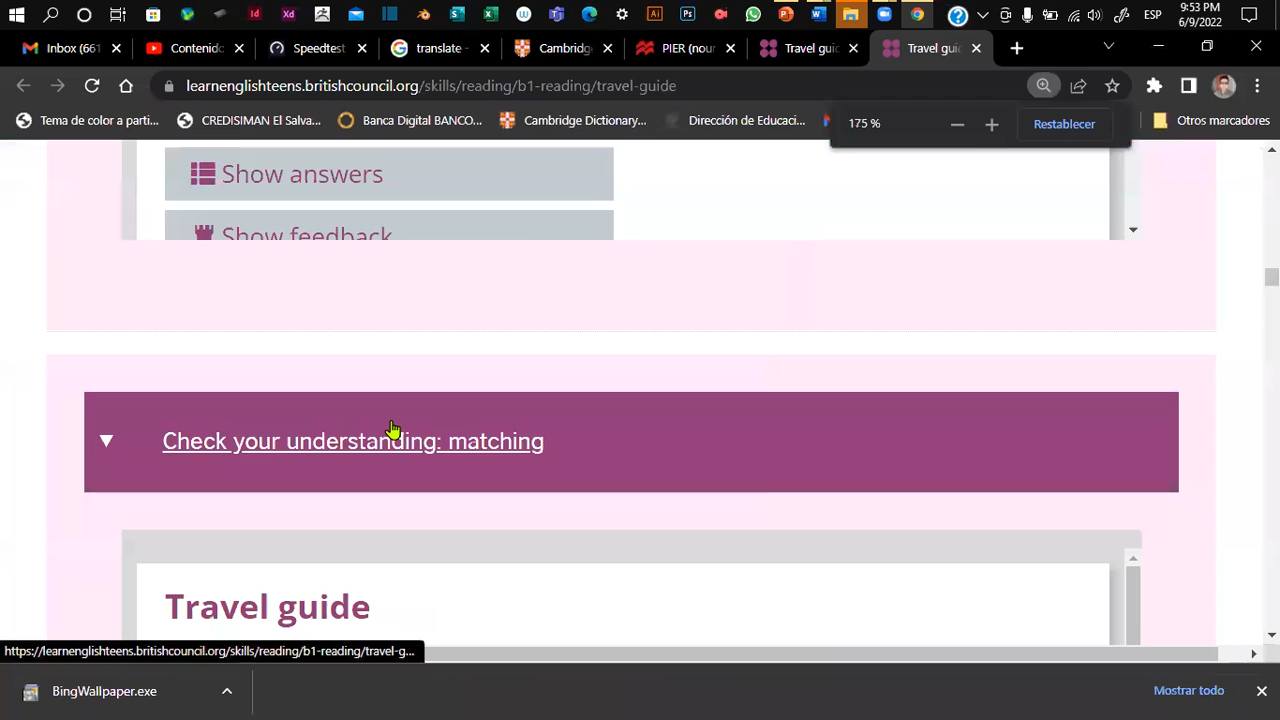 9:53 PM
ESP
6/9/2022
Inbox (661
Contenido
Speedtest
translate -
Cambridg
PIER (nour
Travel guid
Travel guid
learnenglishteens.britishcouncil.org/skills/reading/b1-reading/travel-guide
Tema de color a parti...
CREDISIMAN El Salva...
Banca Digital BANCO...
Cambridge Dictionary...
Dirección de Educaci...
Otros marcadores
175 %
Restablecer
Show answers
Show feedback
Check your understanding: matching
Travel guide
https://learnenglishteens.britishcouncil.org/skills/reading/b1-reading/travel-g...
BingWallpaper.exe
Mostrar todo